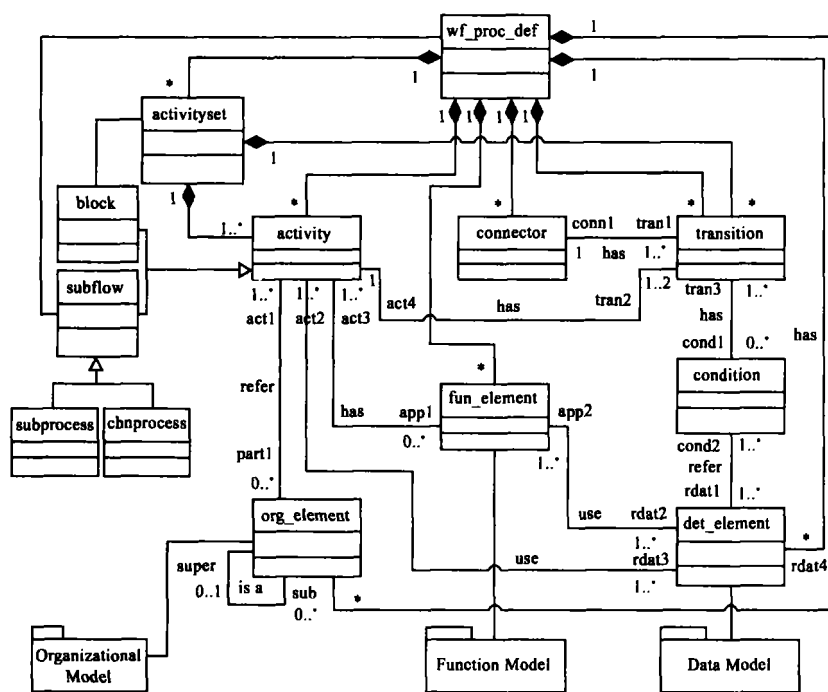 wf_proc_def
1
1
1
*
activityset
1
1
1
1
1
1
1..*
block
*
activity
*
connector
conn1
tran1
1
has
1..*
*
*
transition
subflow
1..*
1..*
1..*
1
act1
act2
act3
act4
has
tran2
1..2
tran3
1..*
has
has
cond1
0..*
condition
refer
*
fun_element
has
app1
0..*
app2
1..*
cond2
1..*
refer
rdat1
1..*
subprocess
cbnprocess
part1
0..*
org_element
use
rdat2
1..*
det_element
*
rdat4
super
0..1
is a
sub
0..*
*
use
rdat3
1..*
Organizational
Model
Function Model
Data Model